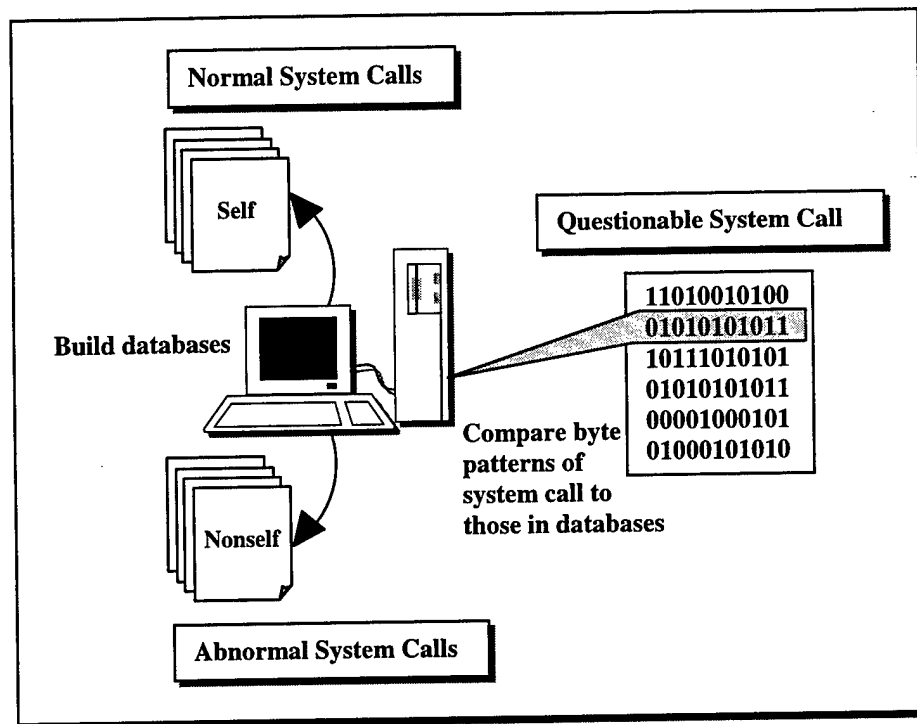 Normal System Calls
Self
Questionable System Call
11010010100
01010101011
10111010101
01010101011
00001000101
01000101010
Build databases
Compare byte
patterns of
system call to
those in databases
Nonself
Abnormal System Calls